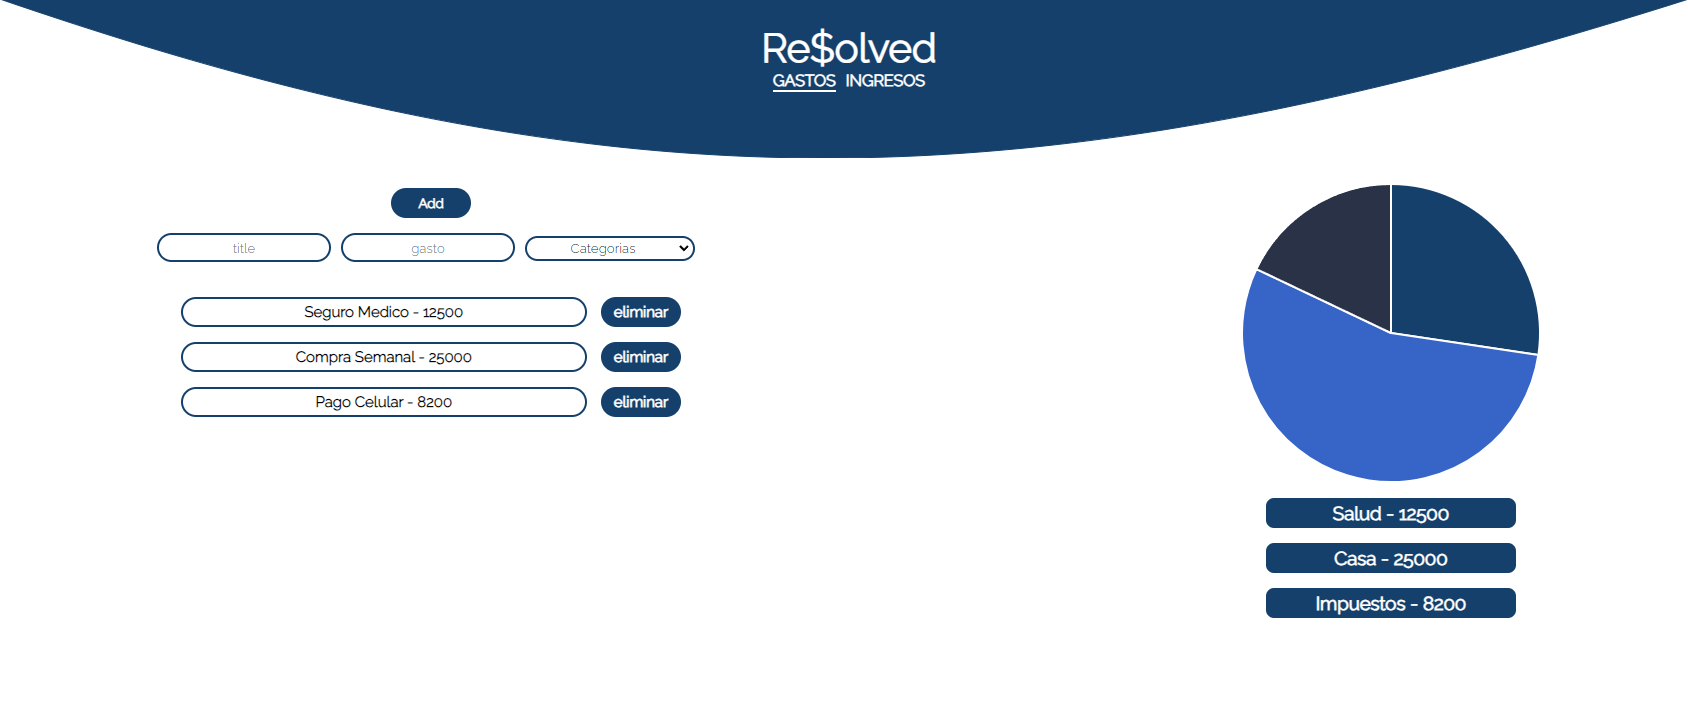 Re$olved
GASTOS INGRESOS
Add
title gasto Categorias
Seguro Medico - 12500 eliminar
Compra Semanal - 25000 eliminar
Pago Celular - 8200 eliminar
Salud - 12500
Casa - 25000
Impuestos - 8200